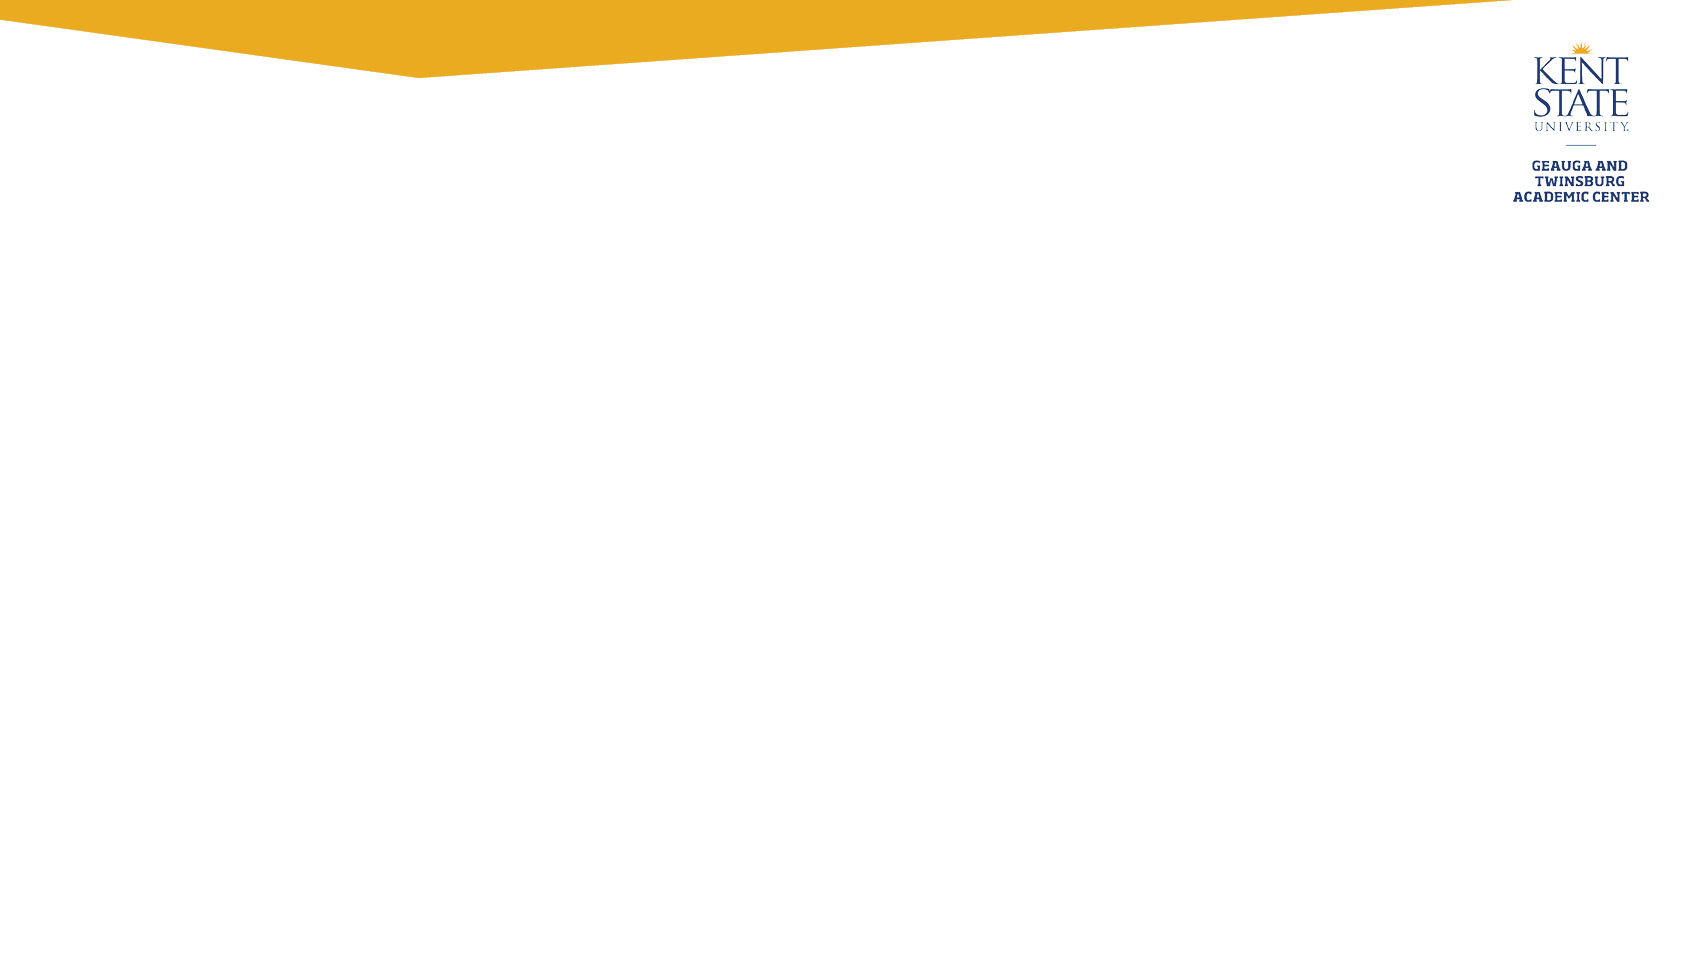 KENT
STATE
UNIVERSITY.
GEAUGA AND
TWINSBURG
ACADEMIC CENTER